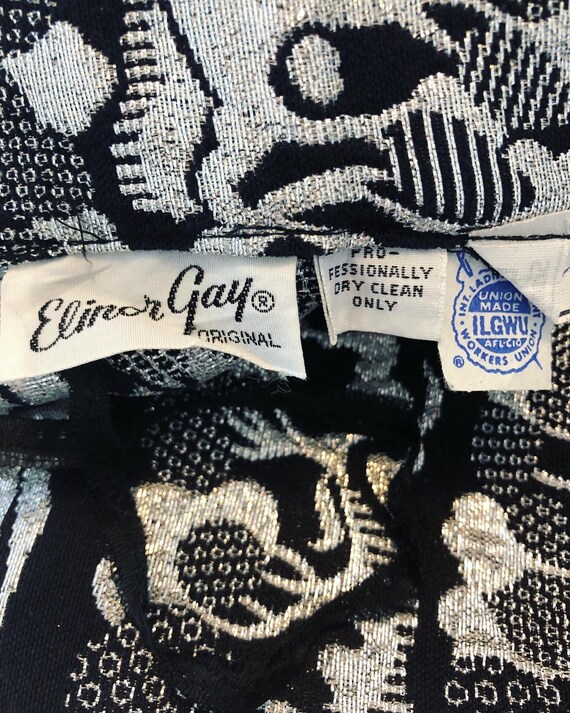 Elinor Gay®
ORIGINAL
PRO-
FESSIONALLY
DRY CLEAN
ONLY
UNION
MADE
ILGWU
AFL-CIO
WORKERS UNION
®